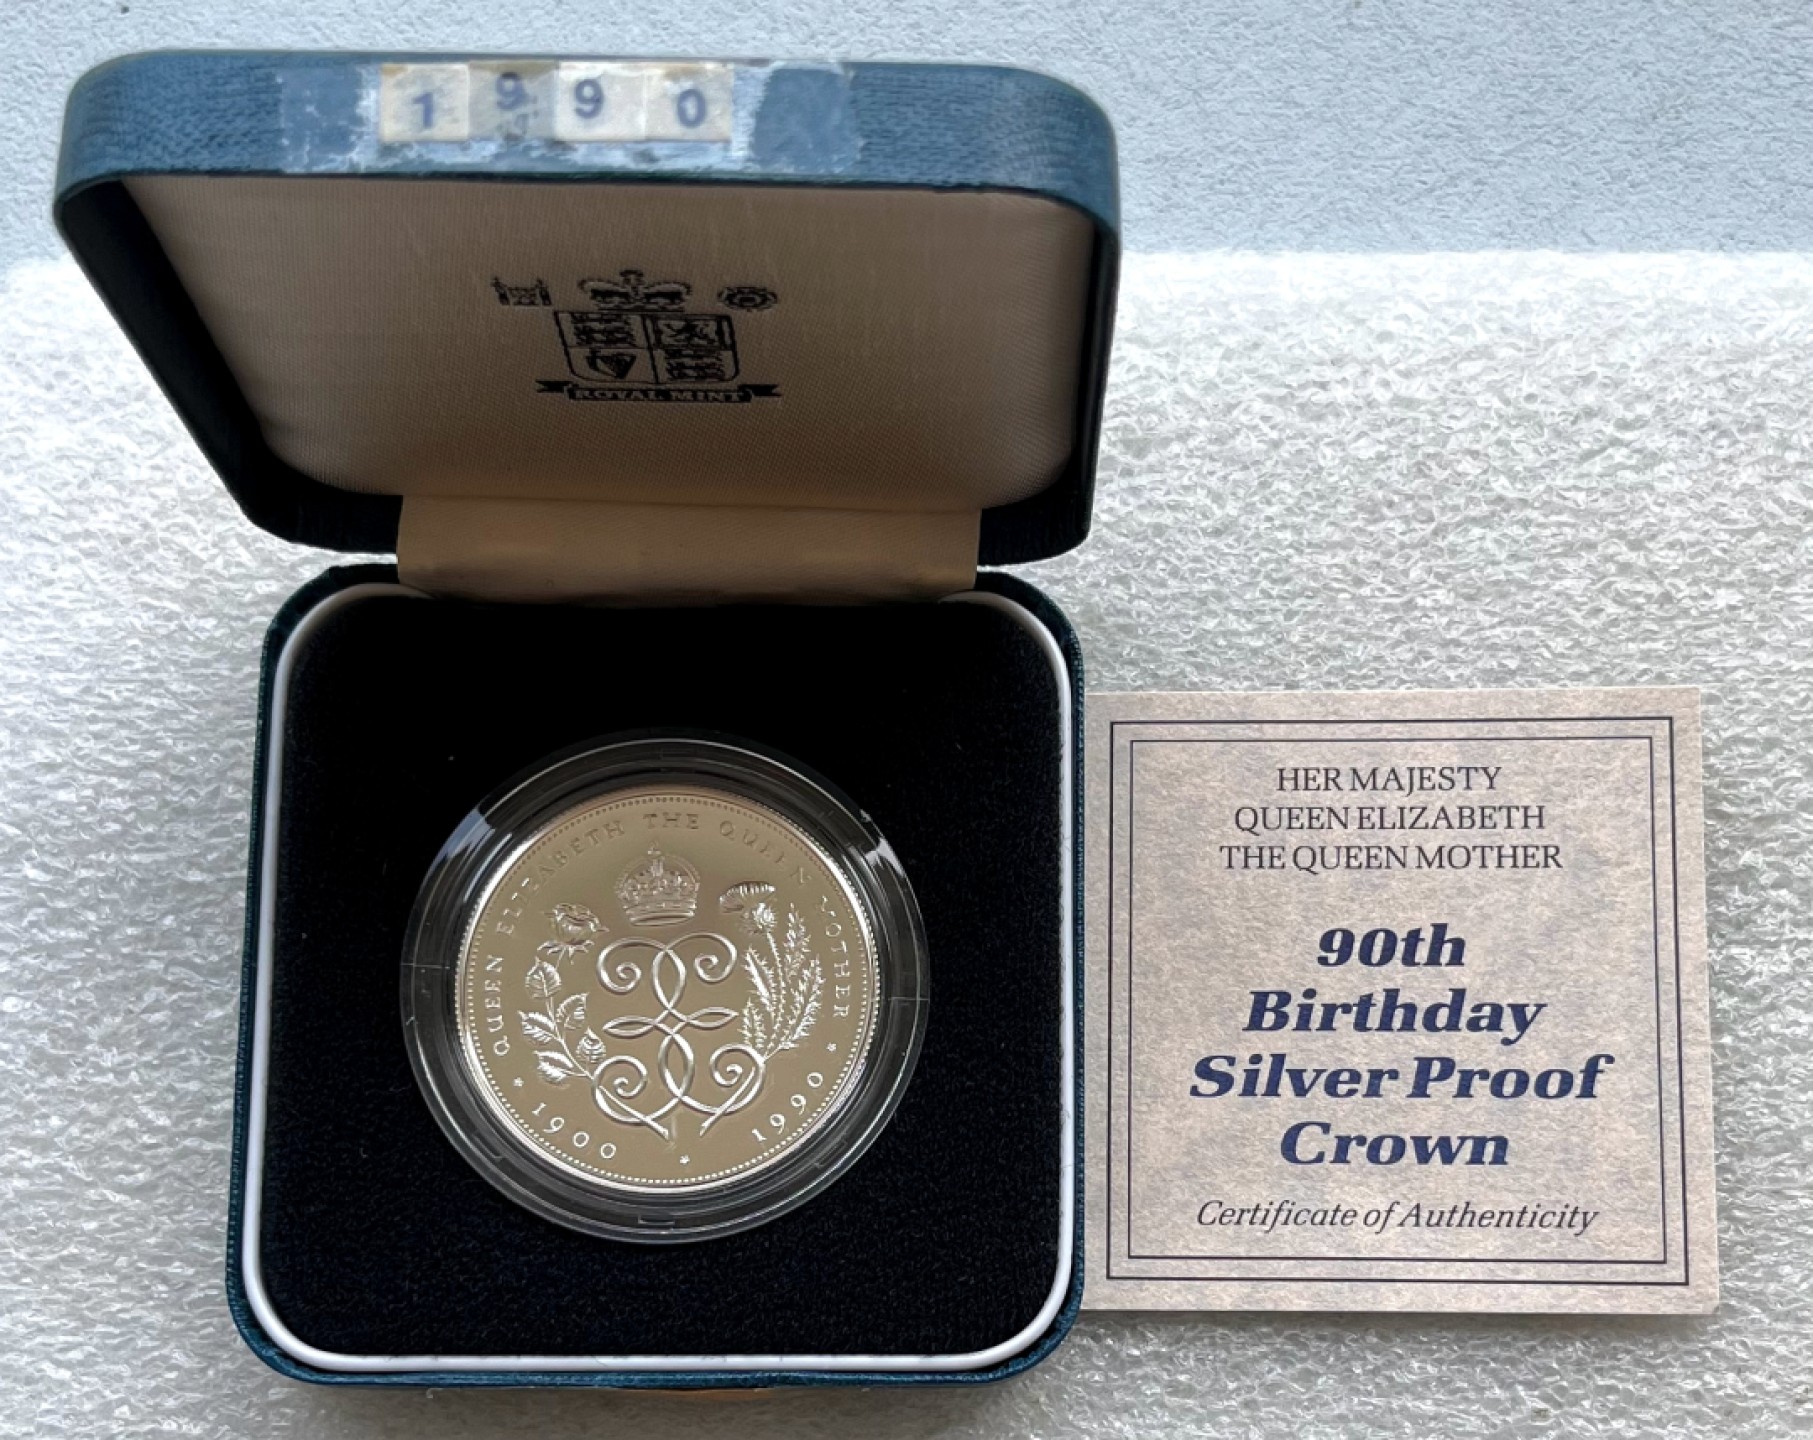 1990
ROYAL MINT
QUEEN ELIZABETH THE QUEEN MOTHER
* 1900 * 1990 *
HER MAJESTY
QUEEN ELIZABETH
THE QUEEN MOTHER
90th
Birthday
Silver Proof
Crown
Certificate of Authenticity